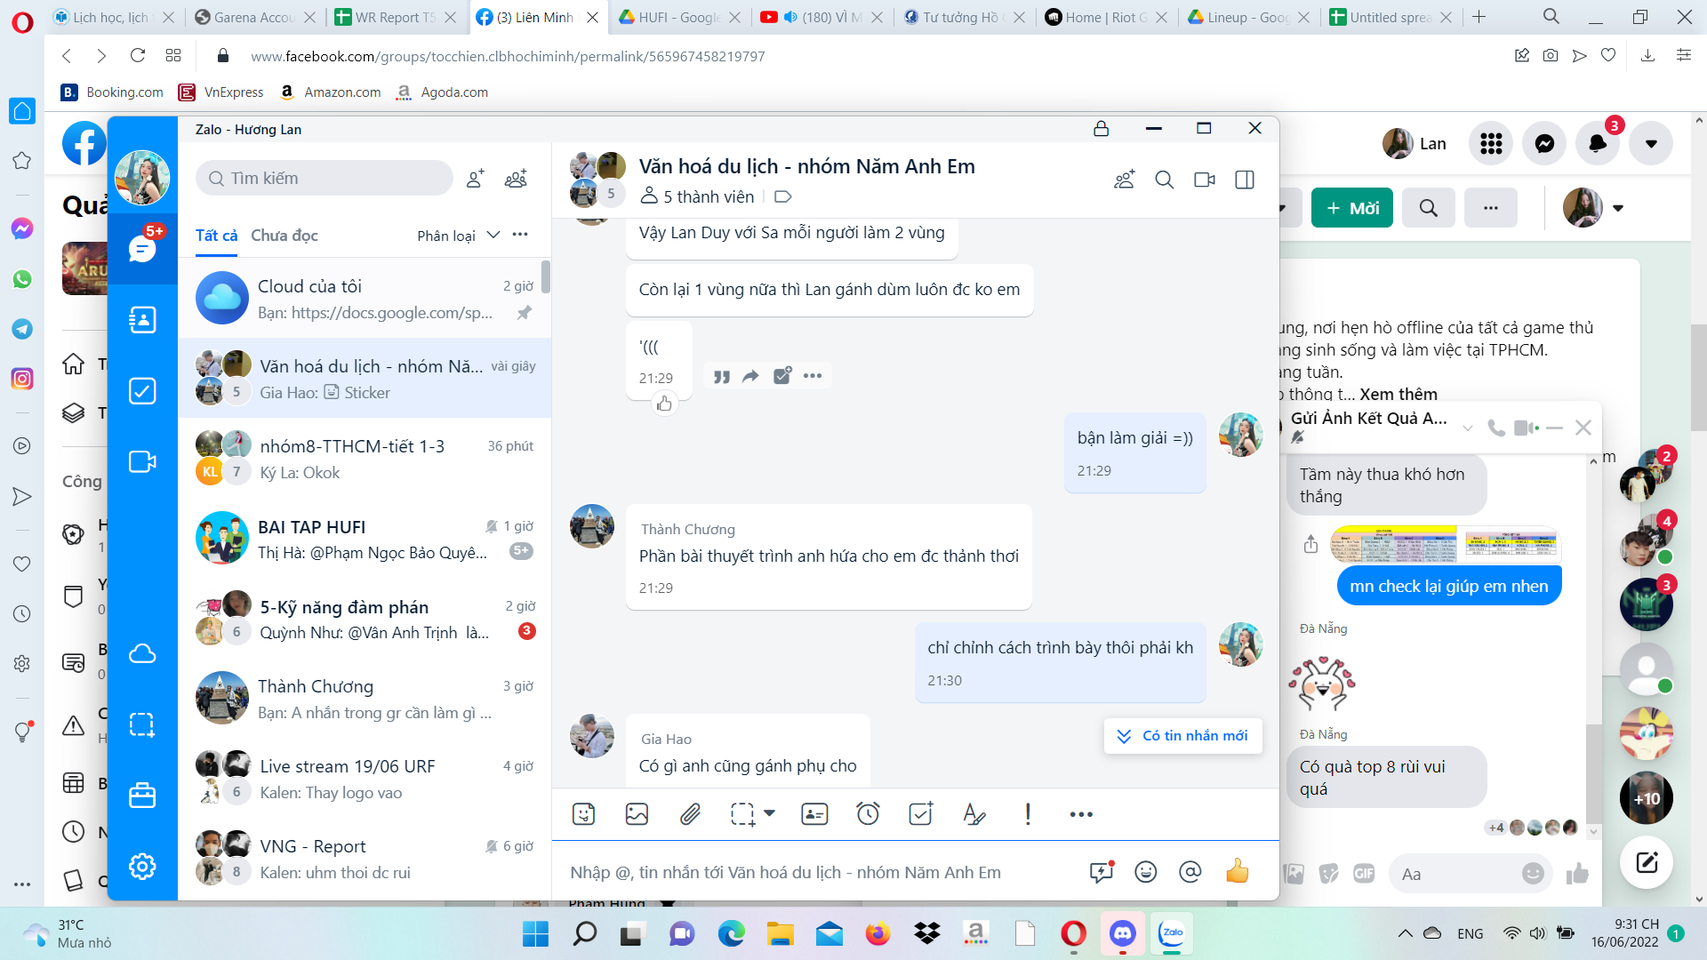 Lịch học, lịch
Garena Accou
WR Report T5
(3) Liên Minh
HUFI - Google
(180) VÌ M
Tư tưởng Hồ
Home | Riot G
Lineup - Goog
Untitled sprea
www.facebook.com/groups/tocchien.clbhochiminh/permalink/565967458219797
Booking.com
VnExpress
Amazon.com
Agoda.com
Zalo - Hương Lan
Tìm kiếm
5+
Tất cả
Chưa đọc
Phân loại
Cloud của tôi
2 giờ
Bạn: https://docs.google.com/sp...
Văn hoá du lịch - nhóm Nă...
vài giây
5
Gia Hao: Sticker
nhóm8-TTHCM-tiết 1-3
36 phút
KL
7
Ký La: Okok
BAI TAP HUFI
1 giờ
Thị Hà: @Phạm Ngọc Bảo Quyê...
5+
5-Kỹ năng đàm phán
2 giờ
6
Quỳnh Như: @Vân Anh Trịnh là...
3
Thành Chương
3 giờ
Bạn: A nhắn trong gr cần làm gì ...
Live stream 19/06 URF
4 giờ
6
Kalen: Thay logo vao
VNG - Report
6 giờ
8
Kalen: uhm thoi dc rui
Văn hoá du lịch - nhóm Năm Anh Em
5
5 thành viên
Vậy Lan Duy với Sa mỗi người làm 2 vùng
Còn lại 1 vùng nữa thì Lan gánh dùm luôn đc ko em
'(((
21:29
bận làm giải =))
21:29
Thành Chương
Phần bài thuyết trình anh hứa cho em đc thảnh thơi
21:29
chỉ chỉnh cách trình bày thôi phải kh
21:30
Gia Hao
Có gì anh cũng gánh phụ cho
Có tin nhắn mới
Nhập @, tin nhắn tới Văn hoá du lịch - nhóm Năm Anh Em
Quả
Công
Lan
3
+ Mời
ung, nơi hẹn hò offline của tất cả game thủ
ang sinh sống và làm việc tại TPHCM.
àng tuần.
thông t... Xem thêm
Gửi Ảnh Kết Quả A...
Tầm này thua khó hơn
thắng
mn check lại giúp em nhen
Đà Nẵng
Đà Nẵng
Có quà top 8 rùi vui
quá
+4
GIF
Aa
2
4
3
+10
Phạm Hùng
31°C
Mưa nhỏ
Zalo
ENG
9:31 CH
16/06/2022
1